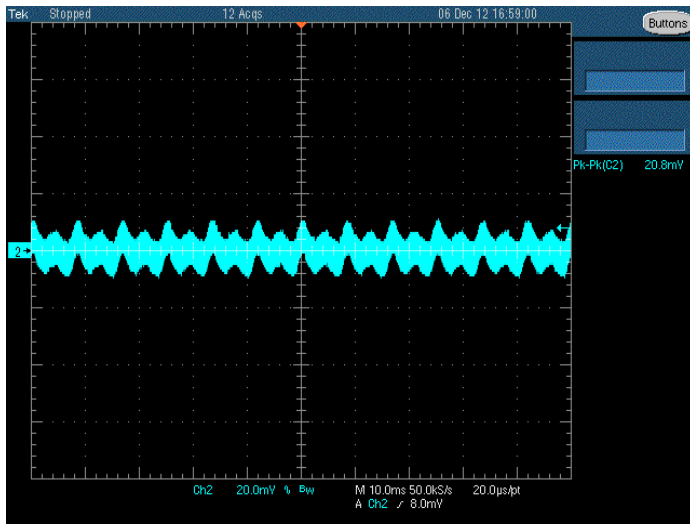 Tek Stopped 12 Acqs 06 Dec 12 16:59:00
Buttons
Pk-Pk(C2) 20.8mV
2
Ch2 20.0mV ∿ Bw M 10.0ms 50.0kS/s 20.0µs/pt
A Ch2 ∕ 8.0mV